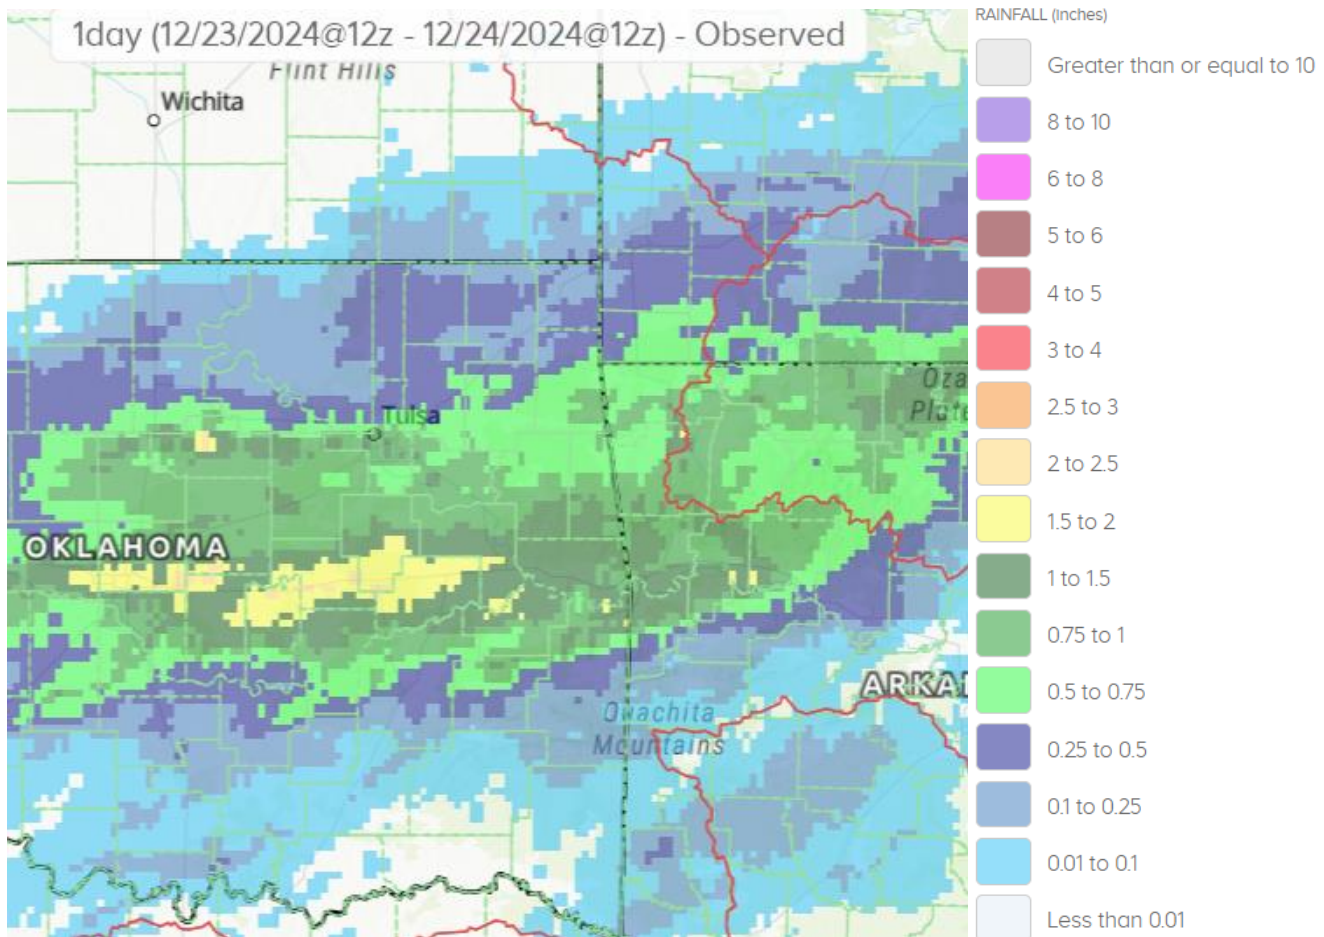 1day (12/23/2024@12z - 12/24/2024@12z) - Observed
Flint Hills
Wichita
Tulsa
Oza
Plate
OKLAHOMA
ARKA
Ouachita
Mountains
RAINFALL (Inches)
Greater than or equal to 10
8 to 10
6 to 8
5 to 6
4 to 5
3 to 4
2.5 to 3
2 to 2.5
1.5 to 2
1 to 1.5
0.75 to 1
0.5 to 0.75
0.25 to 0.5
0.1 to 0.25
0.01 to 0.1
Less than 0.01